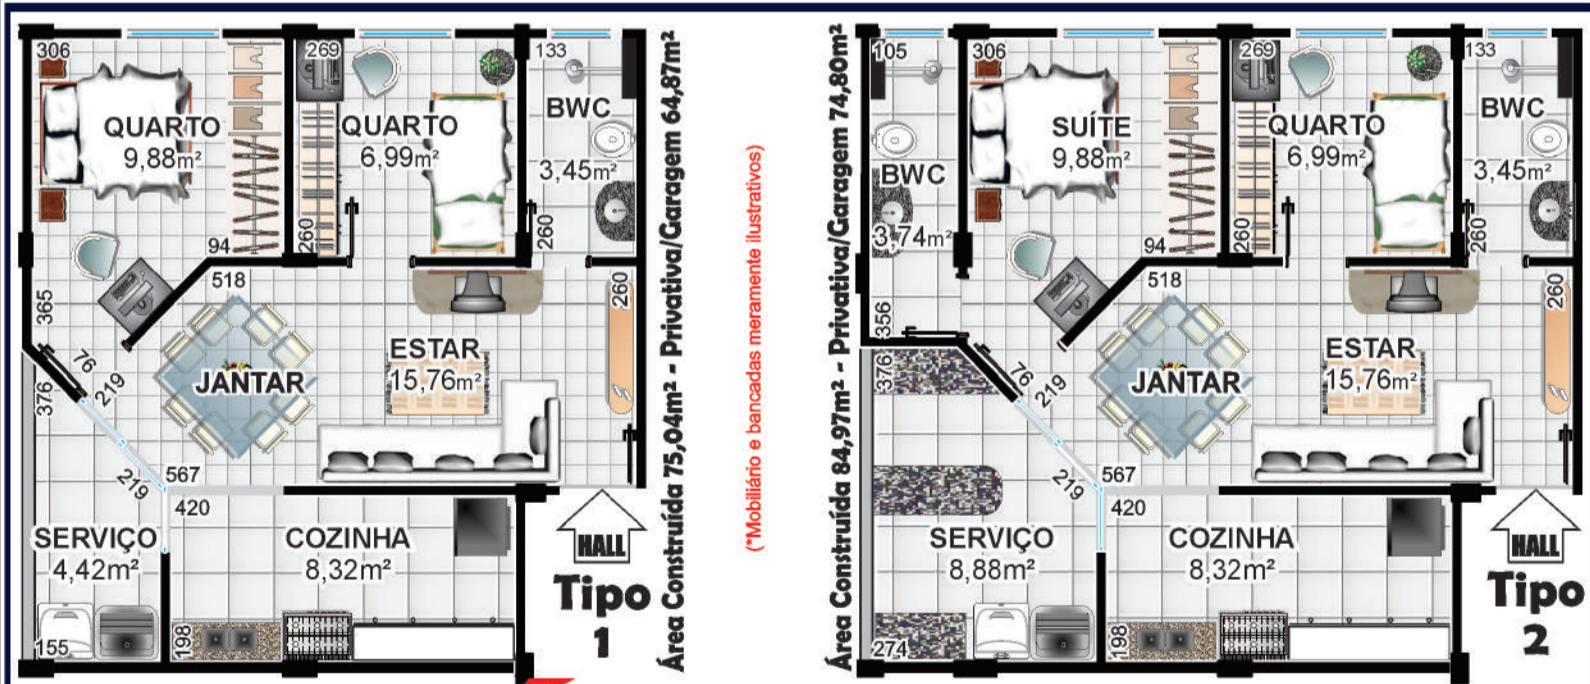 306
269
133
QUARTO
9,88m²
QUARTO
6,99m²
BWC
3,45m²
94
260
260
518
260
365
76
219
376
JANTAR
ESTAR
15,76m²
219
567
420
SERVIÇO
4,42m²
COZINHA
8,32m²
HALL
155
198
Tipo
1
Área Construída 75,04m² - Privativa/Garagem 64,87m²
(*Mobiliário e bancadas meramente ilustrativos)
Área Construída 84,97m² - Privativa/Garagem 74,80m²
105
306
269
133
BWC
3,74m²
SUÍTE
9,88m²
QUARTO
6,99m²
BWC
3,45m²
94
260
260
518
260
356
76
219
376
JANTAR
ESTAR
15,76m²
219
567
420
SERVIÇO
8,88m²
COZINHA
8,32m²
HALL
274
198
Tipo
2